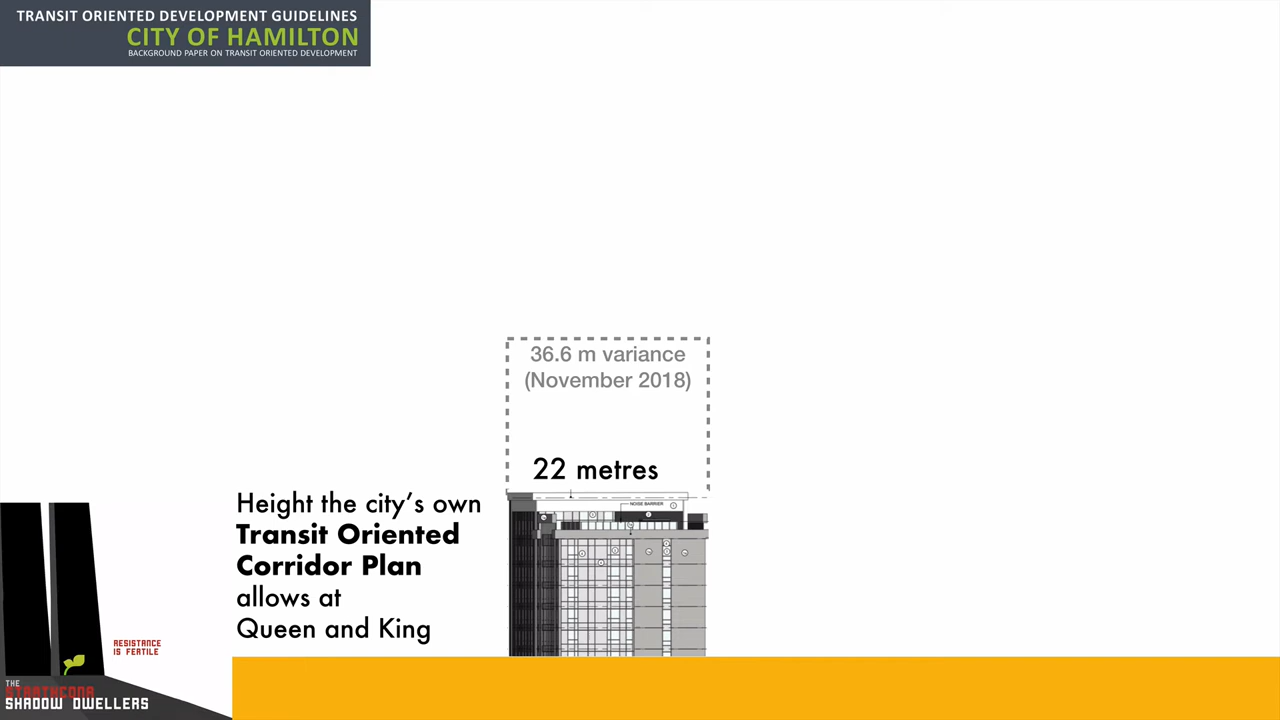 TRANSIT ORIENTED DEVELOPMENT GUIDELINES
CITY OF HAMILTON
BACKGROUND PAPER ON TRANSIT ORIENTED DEVELOPMENT
36.6 m variance
(November 2018)
22 metres
NOISE BARRIER
Height the city’s own
Transit Oriented
Corridor Plan
allows at
Queen and King
RESISTANCE
IS FERTILE
THE
STRATHCONA
SHADOW DWELLERS